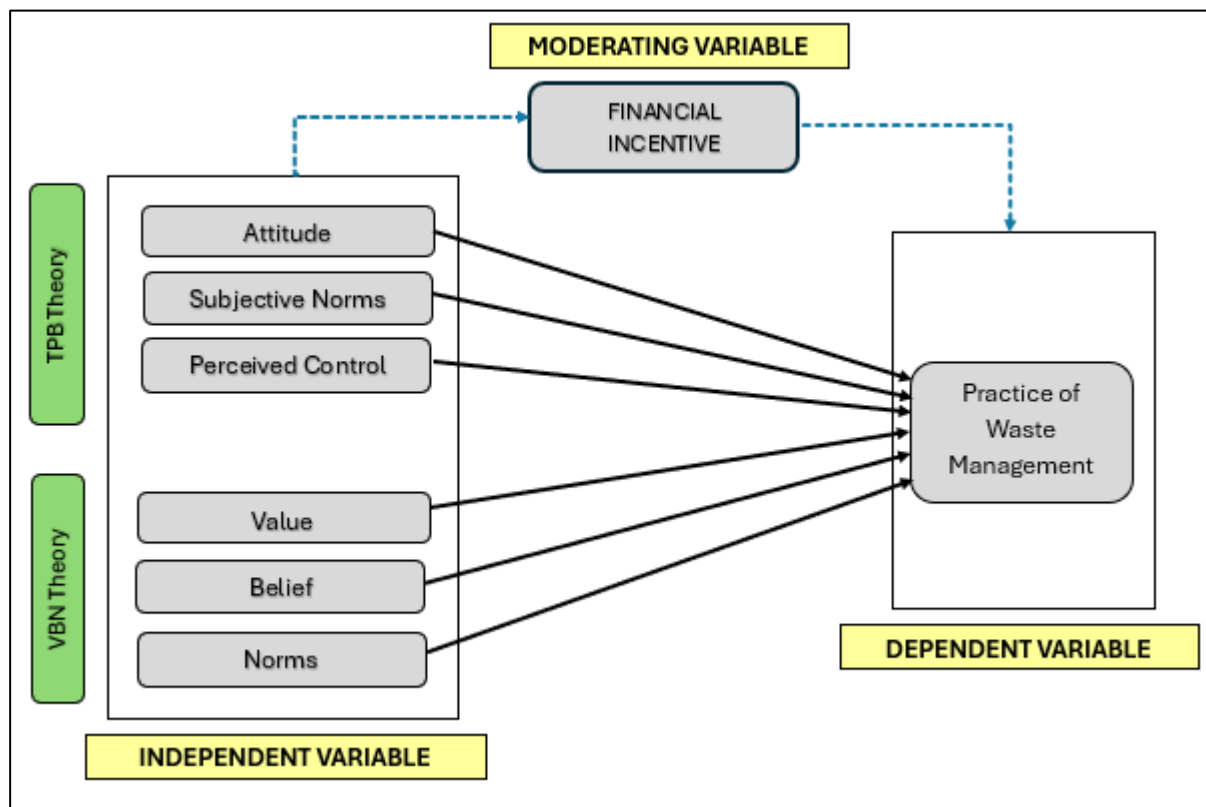 MODERATING VARIABLE
FINANCIAL
INCENTIVE
TPB Theory
Attitude
Subjective Norms
Perceived Control
Practice of
Waste
Management
VBN Theory
Value
Belief
Norms
DEPENDENT VARIABLE
INDEPENDENT VARIABLE